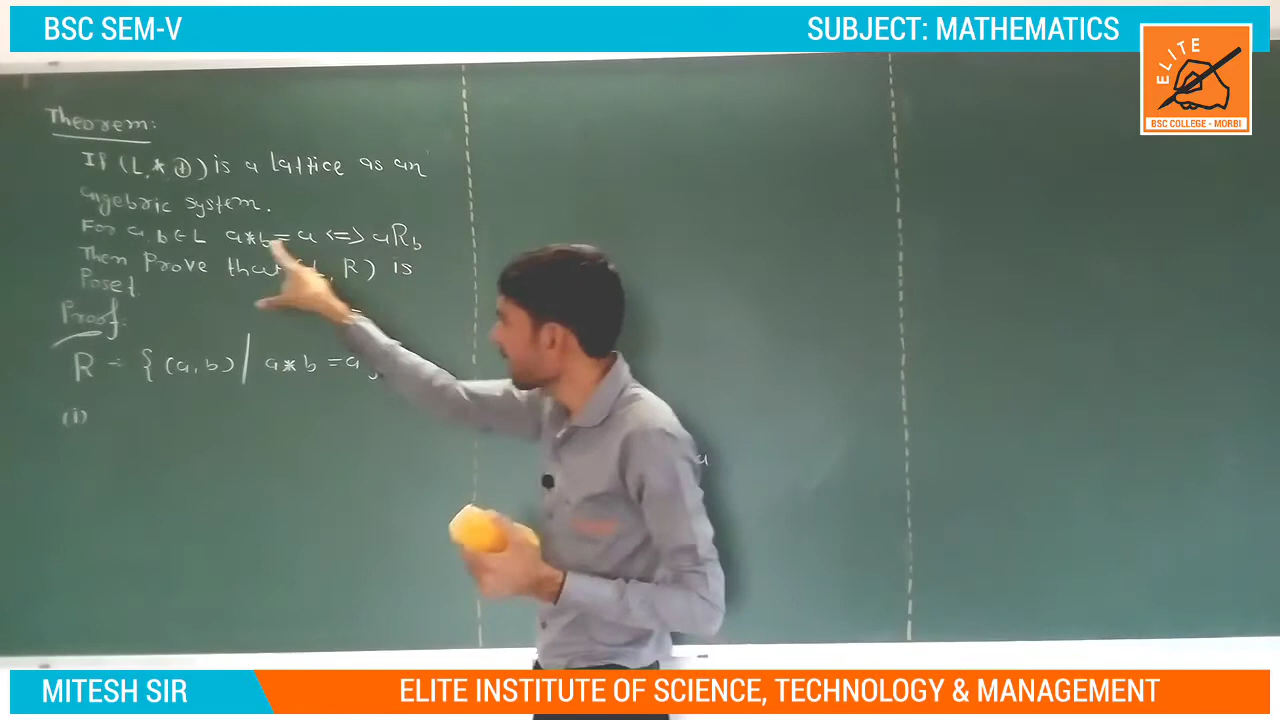 BSC SEM-V
SUBJECT: MATHEMATICS
ELITE
BSC COLLEGE - MORBI
Theorem:
If (L, *, ⊕) is a lattice as an
algebric system.
For a, b ∈ L a*b = a <=> aRb
Then Prove that (L, R) is
Poset.
Proof:
R = {(a, b) | a * b = a
(i)
a
MITESH SIR
ELITE INSTITUTE OF SCIENCE, TECHNOLOGY & MANAGEMENT